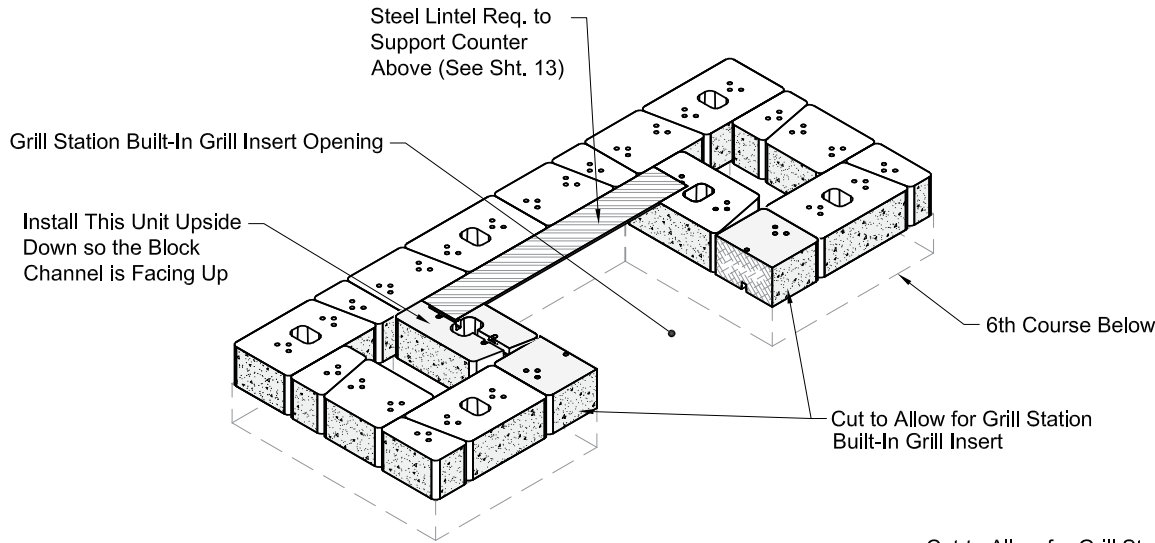 Steel Lintel Req. to
Support Counter
Above (See Sht. 13)
Grill Station Built-In Grill Insert Opening
Install This Unit Upside
Down so the Block
Channel is Facing Up
6th Course Below
Cut to Allow for Grill Station
Built-In Grill Insert